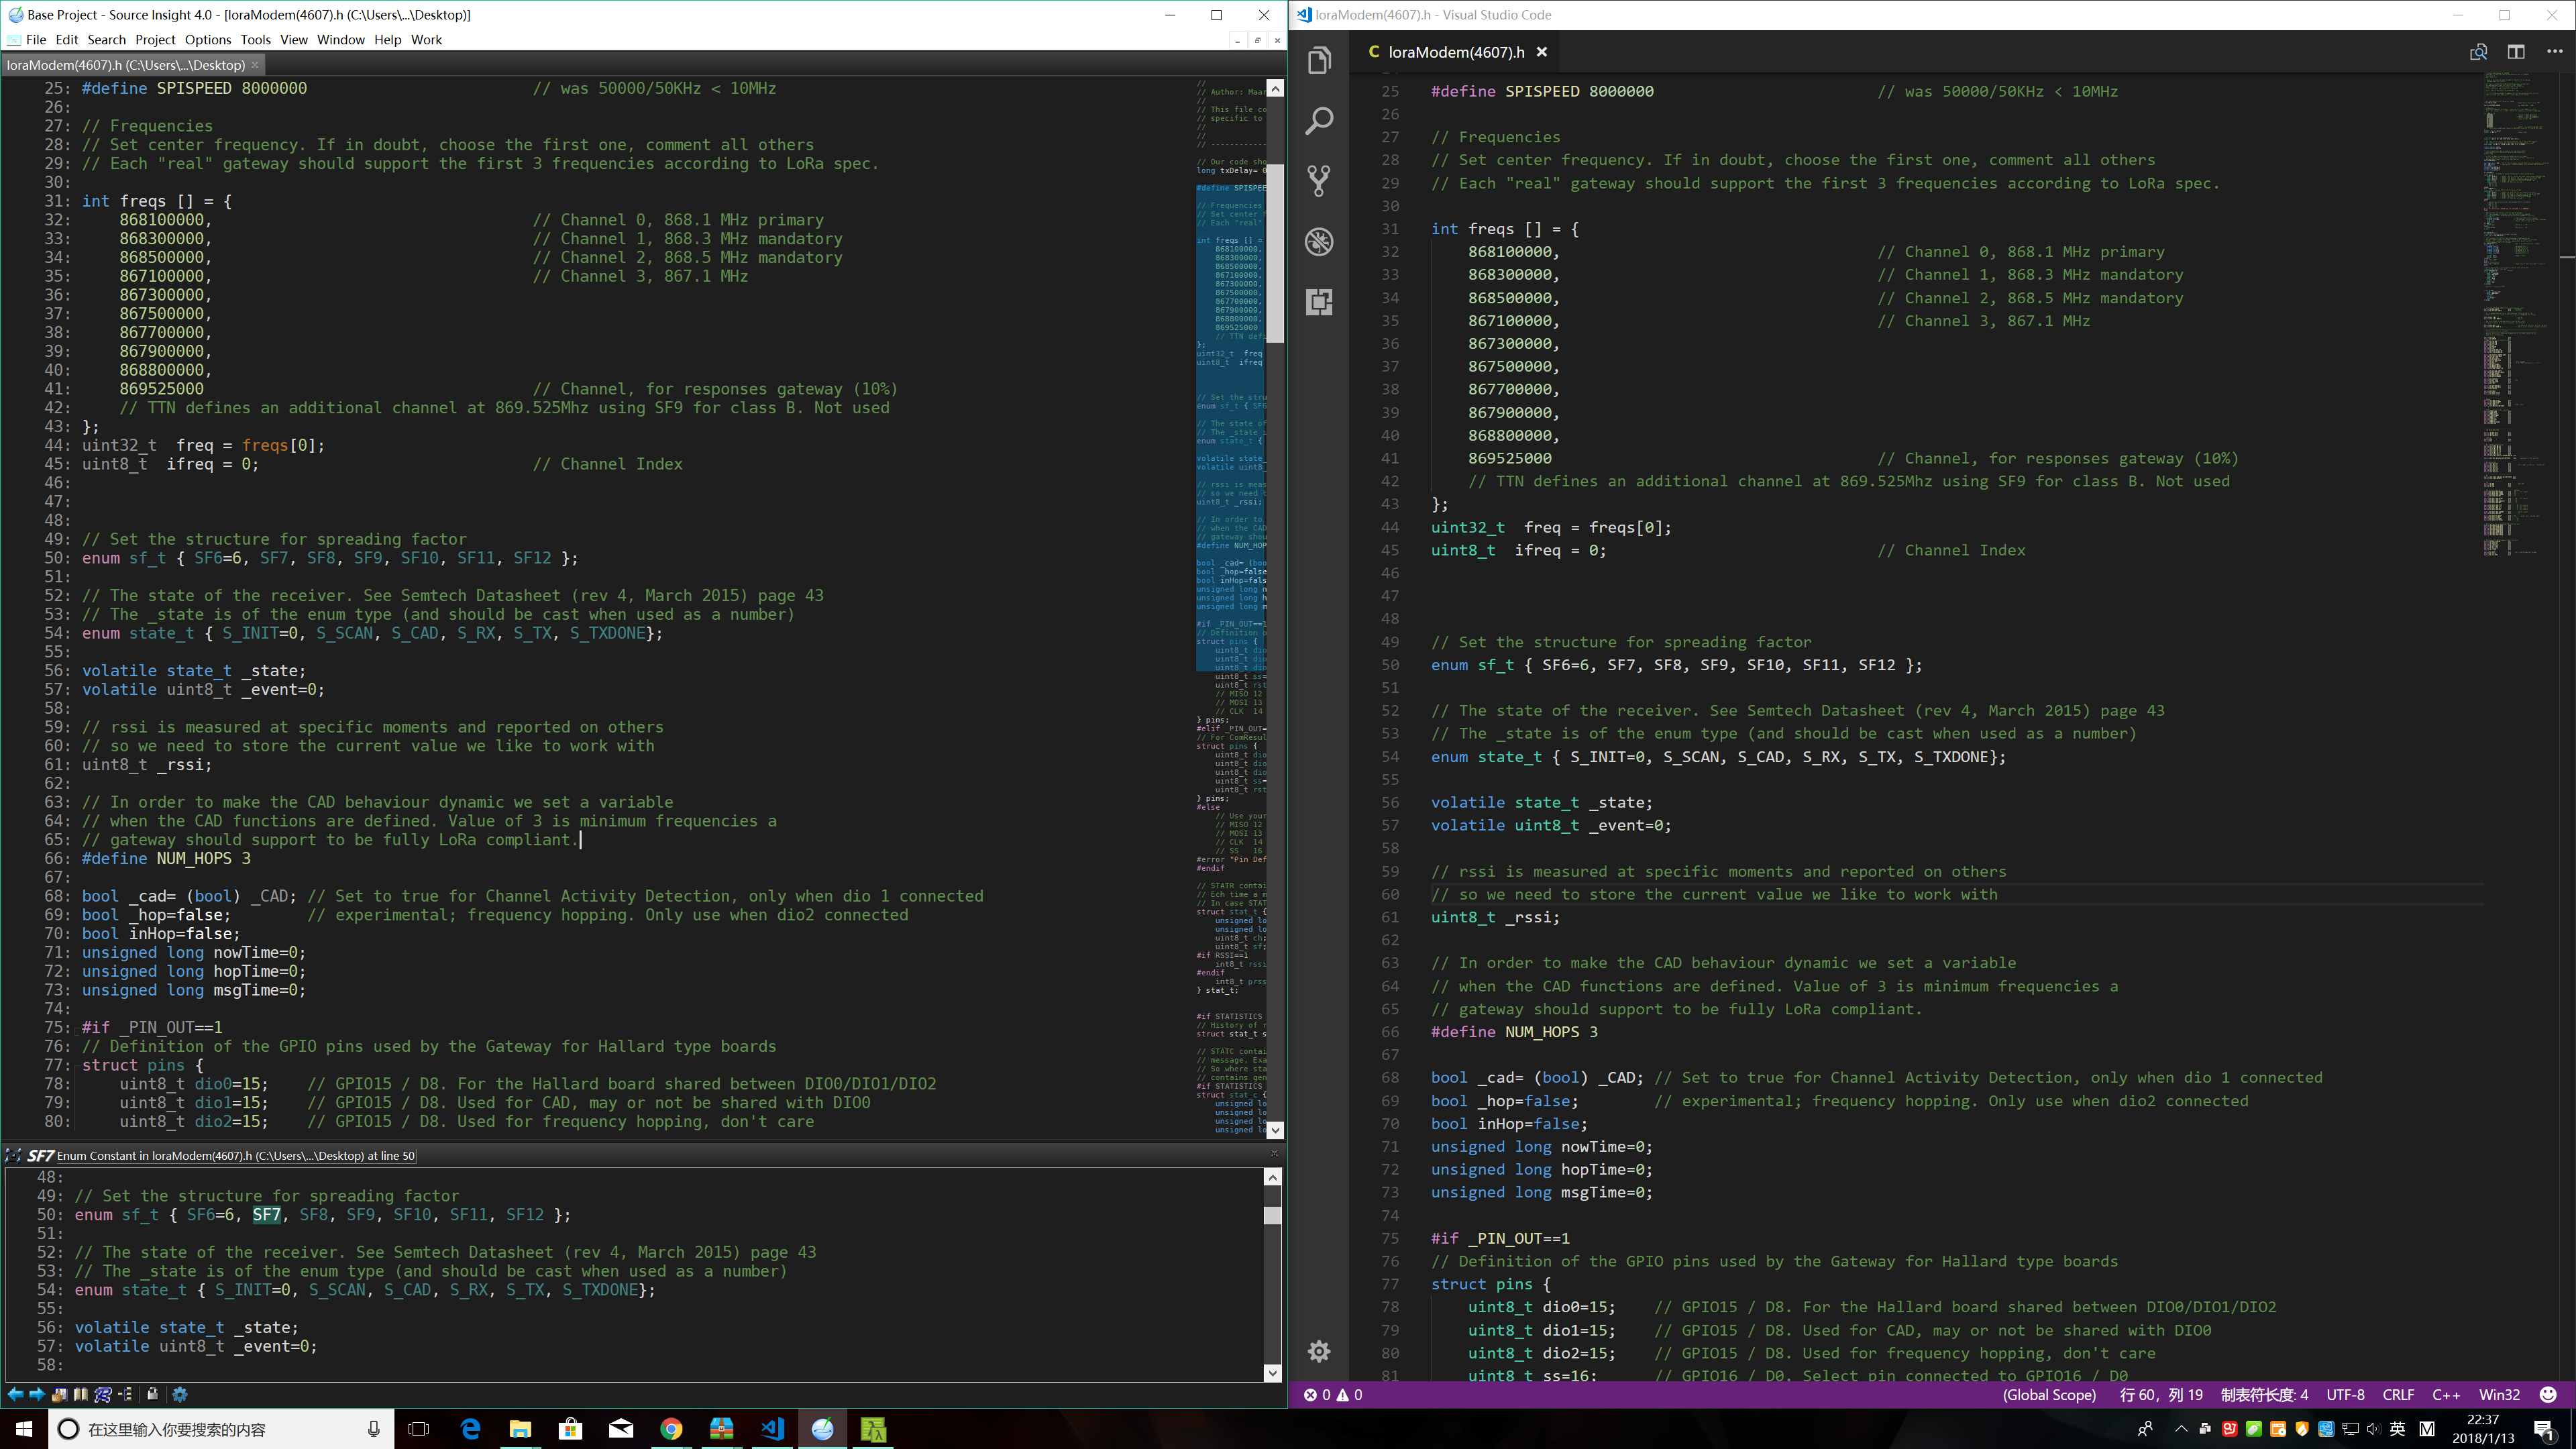 Base Project - Source Insight 4.0 - [loraModem(4607).h (C:\Users\...\Desktop)]
File Edit Search Project Options Tools View Window Help Work
loraModem(4607).h (C:\Users\...\Desktop)
25: #define SPISPEED 8000000 // was 50000/50KHz < 10MHz
26:
27: // Frequencies
28: // Set center frequency. If in doubt, choose the first one, comment all others
29: // Each "real" gateway should support the first 3 frequencies according to LoRa spec.
30:
31: int freqs [] = {
32: 868100000, // Channel 0, 868.1 MHz primary
33: 868300000, // Channel 1, 868.3 MHz mandatory
34: 868500000, // Channel 2, 868.5 MHz mandatory
35: 867100000, // Channel 3, 867.1 MHz
36: 867300000,
37: 867500000,
38: 867700000,
39: 867900000,
40: 868800000,
41: 869525000 // Channel, for responses gateway (10%)
42: // TTN defines an additional channel at 869.525Mhz using SF9 for class B. Not used
43: };
44: uint32_t freq = freqs[0];
45: uint8_t ifreq = 0; // Channel Index
46:
47:
48:
49: // Set the structure for spreading factor
50: enum sf_t { SF6=6, SF7, SF8, SF9, SF10, SF11, SF12 };
51:
52: // The state of the receiver. See Semtech Datasheet (rev 4, March 2015) page 43
53: // The _state is of the enum type (and should be cast when used as a number)
54: enum state_t { S_INIT=0, S_SCAN, S_CAD, S_RX, S_TX, S_TXDONE};
55:
56: volatile state_t _state;
57: volatile uint8_t _event=0;
58:
59: // rssi is measured at specific moments and reported on others
60: // so we need to store the current value we like to work with
61: uint8_t _rssi;
62:
63: // In order to make the CAD behaviour dynamic we set a variable
64: // when the CAD functions are defined. Value of 3 is minimum frequencies a
65: // gateway should support to be fully LoRa compliant.
66: #define NUM_HOPS 3
67:
68: bool _cad= (bool) _CAD; // Set to true for Channel Activity Detection, only when dio 1 connected
69: bool _hop=false; // experimental; frequency hopping. Only use when dio2 connected
70: bool inHop=false;
71: unsigned long nowTime=0;
72: unsigned long hopTime=0;
73: unsigned long msgTime=0;
74:
75: #if _PIN_OUT==1
76: // Definition of the GPIO pins used by the Gateway for Hallard type boards
77: struct pins {
78: uint8_t dio0=15; // GPIO15 / D8. For the Hallard board shared between DIO0/DIO1/DIO2
79: uint8_t dio1=15; // GPIO15 / D8. Used for CAD, may or not be shared with DIO0
80: uint8_t dio2=15; // GPIO15 / D8. Used for frequency hopping, don't care
SF7 Enum Constant in loraModem(4607).h (C:\Users\...\Desktop) at line 50
48:
49: // Set the structure for spreading factor
50: enum sf_t { SF6=6, SF7, SF8, SF9, SF10, SF11, SF12 };
51:
52: // The state of the receiver. See Semtech Datasheet (rev 4, March 2015) page 43
53: // The _state is of the enum type (and should be cast when used as a number)
54: enum state_t { S_INIT=0, S_SCAN, S_CAD, S_RX, S_TX, S_TXDONE};
55:
56: volatile state_t _state;
57: volatile uint8_t _event=0;
58:
loraModem(4607).h - Visual Studio Code
C loraModem(4607).h
25 #define SPISPEED 8000000 // was 50000/50KHz < 10MHz
26
27 // Frequencies
28 // Set center frequency. If in doubt, choose the first one, comment all others
29 // Each "real" gateway should support the first 3 frequencies according to LoRa spec.
30
31 int freqs [] = {
32 868100000, // Channel 0, 868.1 MHz primary
33 868300000, // Channel 1, 868.3 MHz mandatory
34 868500000, // Channel 2, 868.5 MHz mandatory
35 867100000, // Channel 3, 867.1 MHz
36 867300000,
37 867500000,
38 867700000,
39 867900000,
40 868800000,
41 869525000 // Channel, for responses gateway (10%)
42 // TTN defines an additional channel at 869.525Mhz using SF9 for class B. Not used
43 };
44 uint32_t freq = freqs[0];
45 uint8_t ifreq = 0; // Channel Index
46
47
48
49 // Set the structure for spreading factor
50 enum sf_t { SF6=6, SF7, SF8, SF9, SF10, SF11, SF12 };
51
52 // The state of the receiver. See Semtech Datasheet (rev 4, March 2015) page 43
53 // The _state is of the enum type (and should be cast when used as a number)
54 enum state_t { S_INIT=0, S_SCAN, S_CAD, S_RX, S_TX, S_TXDONE};
55
56 volatile state_t _state;
57 volatile uint8_t _event=0;
58
59 // rssi is measured at specific moments and reported on others
60 // so we need to store the current value we like to work with
61 uint8_t _rssi;
62
63 // In order to make the CAD behaviour dynamic we set a variable
64 // when the CAD functions are defined. Value of 3 is minimum frequencies a
65 // gateway should support to be fully LoRa compliant.
66 #define NUM_HOPS 3
67
68 bool _cad= (bool) _CAD; // Set to true for Channel Activity Detection, only when dio 1 connected
69 bool _hop=false; // experimental; frequency hopping. Only use when dio2 connected
70 bool inHop=false;
71 unsigned long nowTime=0;
72 unsigned long hopTime=0;
73 unsigned long msgTime=0;
74
75 #if _PIN_OUT==1
76 // Definition of the GPIO pins used by the Gateway for Hallard type boards
77 struct pins {
78 uint8_t dio0=15; // GPIO15 / D8. For the Hallard board shared between DIO0/DIO1/DIO2
79 uint8_t dio1=15; // GPIO15 / D8. Used for CAD, may or not be shared with DIO0
80 uint8_t dio2=15; // GPIO15 / D8. Used for frequency hopping, don't care
81 uint8_t ss=16; // GPIO16 / D0. Select pin connected to GPIO16 / D0
0 0 (Global Scope) 行 60，列 19 制表符长度: 4 UTF-8 CRLF C++ Win32
在这里输入你要搜索的内容
英 M 22:37
2018/1/13 1